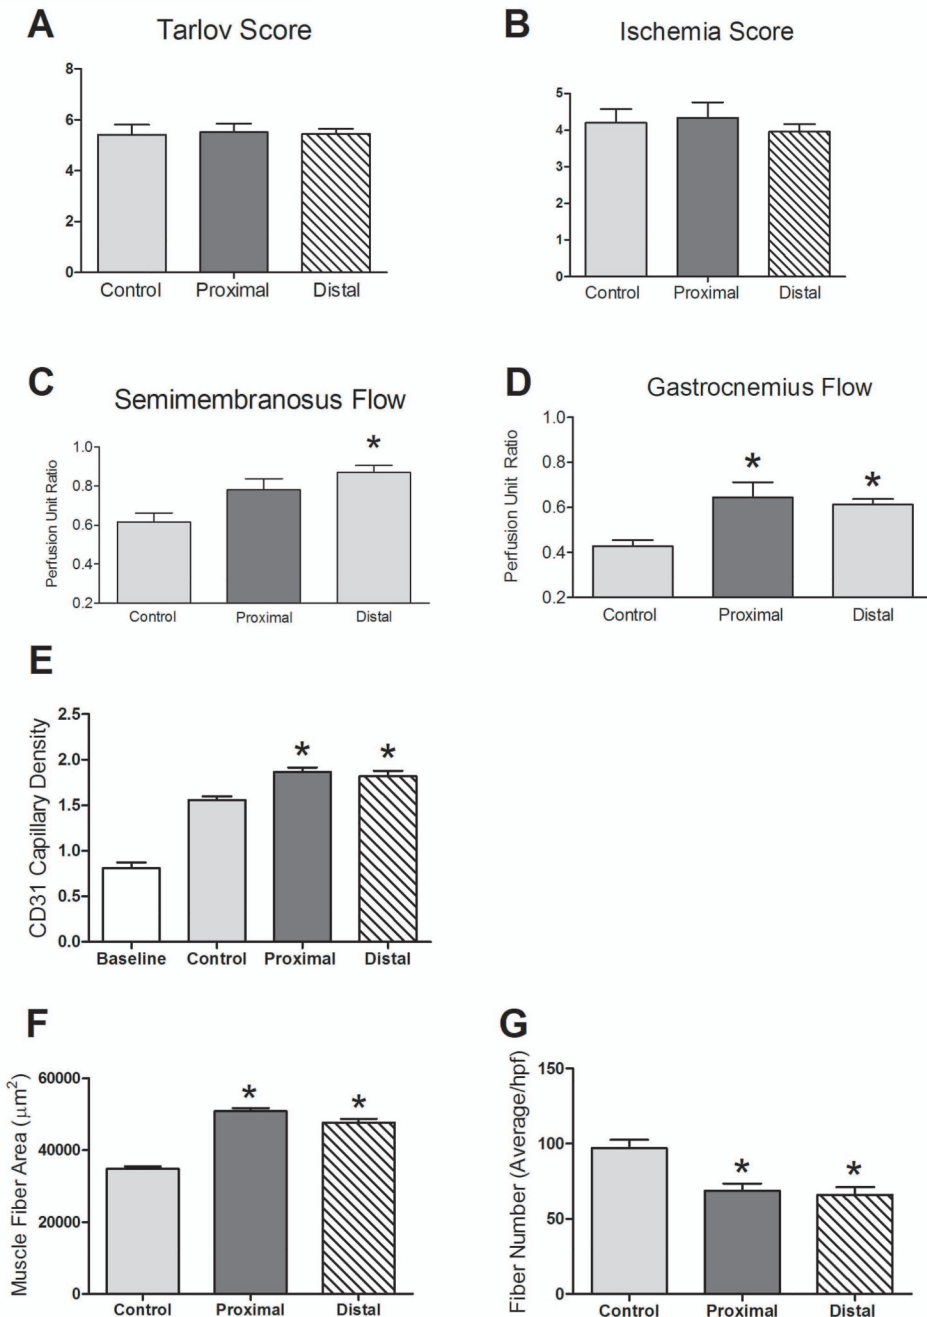 A
Tarlov Score
8
6
4
2
0
Control Proximal Distal
B
Ischemia Score
5
4
3
2
1
0
Control Proximal Distal
C
Semimembranosus Flow
Perfusion Unit Ratio
1.0
0.8
0.6
0.4
0.2
*
Control Proximal Distal
D
Gastrocnemius Flow
Perfusion Unit Ratio
1.0
0.8
0.6
0.4
0.2
* *
Control Proximal Distal
E
CD31 Capillary Density
2.5
2.0
1.5
1.0
0.5
0.0
* *
Baseline Control Proximal Distal
F
Muscle Fiber Area (μm²)
60000
40000
20000
0
* *
Control Proximal Distal
G
Fiber Number (Average/hpf)
150
100
50
0
* *
Control Proximal Distal